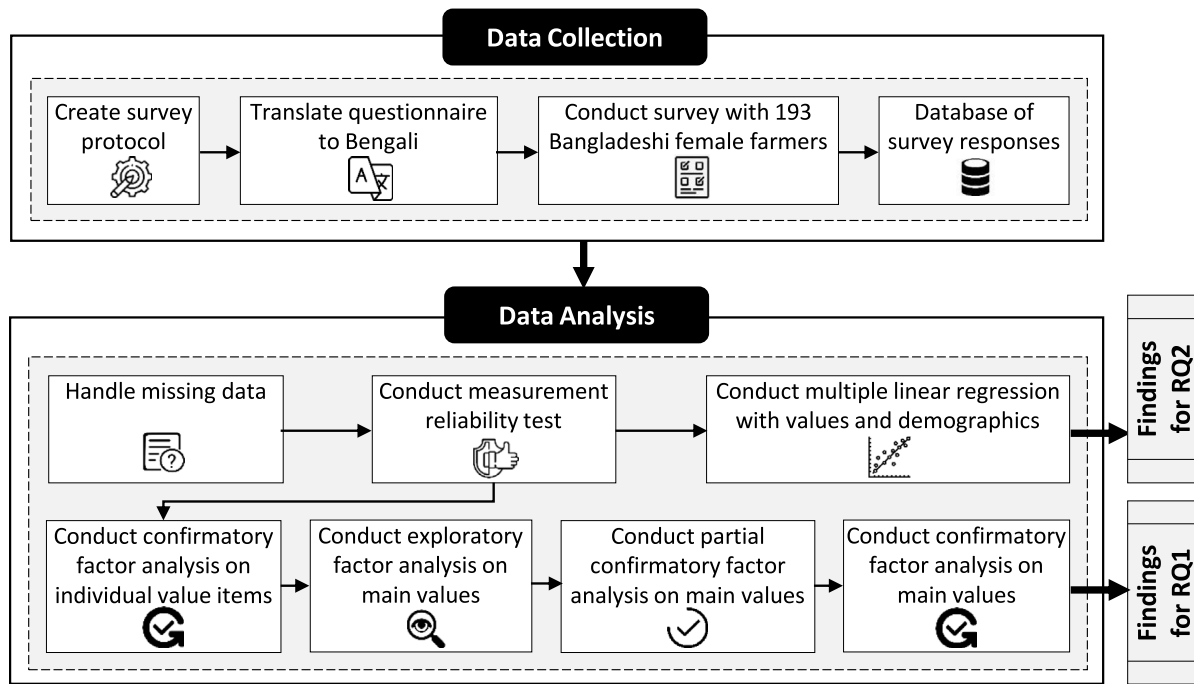 Data Collection
Create survey
protocol
Translate questionnaire
to Bengali
A 文
Conduct survey with 193
Bangladeshi female farmers
Database of
survey responses
Data Analysis
Handle missing data
?
Conduct measurement
reliability test
Conduct multiple linear regression
with values and demographics
Findings
for RQ2
Conduct confirmatory
factor analysis on
individual value items
Conduct exploratory
factor analysis on
main values
Conduct partial
confirmatory factor
analysis on main values
Conduct confirmatory
factor analysis on
main values
Findings
for RQ1